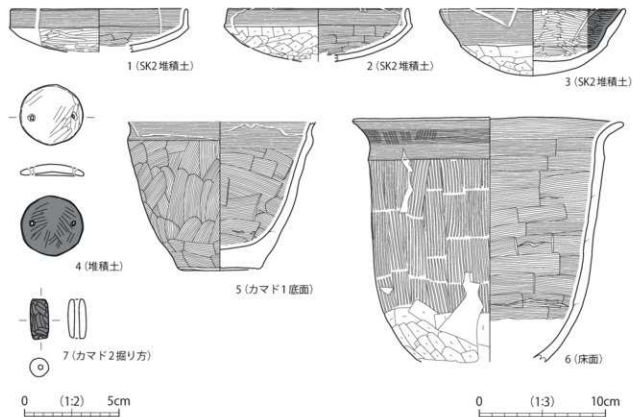 1（SK2 堆積土）
2（SK2 堆積土）
3（SK2 堆積土）
4（堆積土）
5（カマド1底面）
6（床面）
7（カマド2掘り方）
0 (1:2) 5cm
0 (1:3) 10cm